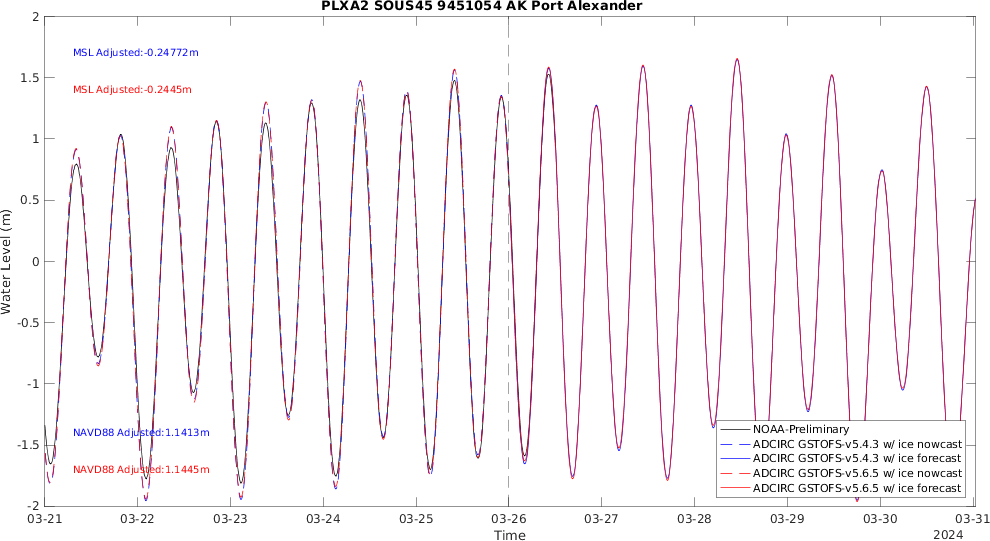 PLXA2 SOUS45 9451054 AK Port Alexander
MSL Adjusted:-0.24772m
MSL Adjusted:-0.2445m
NAVD88 Adjusted:1.1413m
NAVD88 Adjusted:1.1445m
Water Level (m)
2
1.5
1
0.5
0
-0.5
-1
-1.5
-2
NOAA-Preliminary
ADCIRC GSTOFS-v5.4.3 w/ ice nowcast
ADCIRC GSTOFS-v5.4.3 w/ ice forecast
ADCIRC GSTOFS-v5.6.5 w/ ice nowcast
ADCIRC GSTOFS-v5.6.5 w/ ice forecast
03-21 03-22 03-23 03-24 03-25 03-26 03-27 03-28 03-29 03-30 03-31
Time
2024